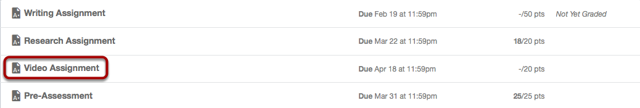 Writing Assignment Due Feb 19 at 11:59pm -/50 pts Not Yet Graded
Research Assignment Due Mar 22 at 11:59pm 18/20 pts
Video Assignment Due Apr 18 at 11:59pm -/20 pts
Pre-Assessment Due Mar 31 at 11:59pm 25/25 pts